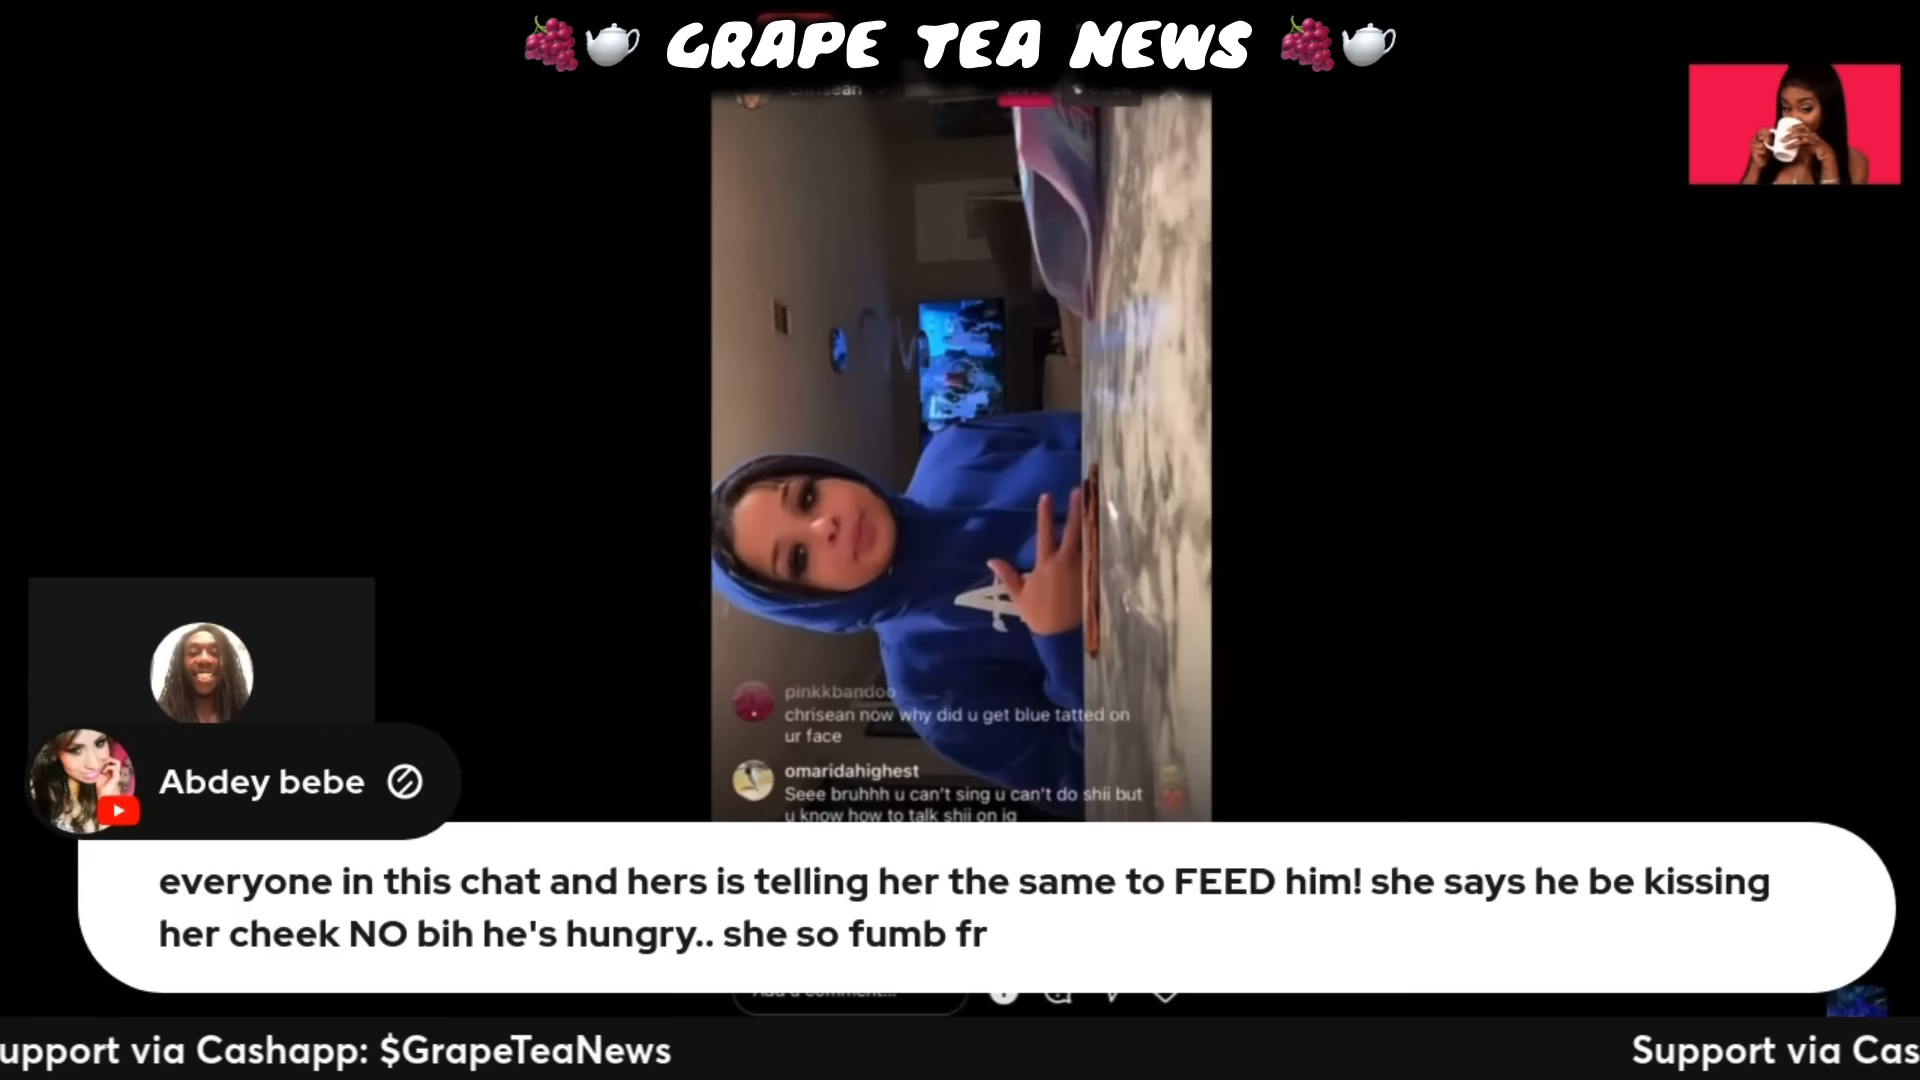 GRAPE TEA NEWS
chrisean
pinkkbandoo
chrisean now why did u get blue tatted on
ur face
omaridahighest
Seee bruhhh u can't sing u can't do shii but
u know how to talk shii on ig
Abdey bebe
everyone in this chat and hers is telling her the same to FEED him! she says he be kissing
her cheek NO bih he's hungry.. she so fumb fr
Add a comment...
upport via Cashapp: $GrapeTeaNews
Support via Cas